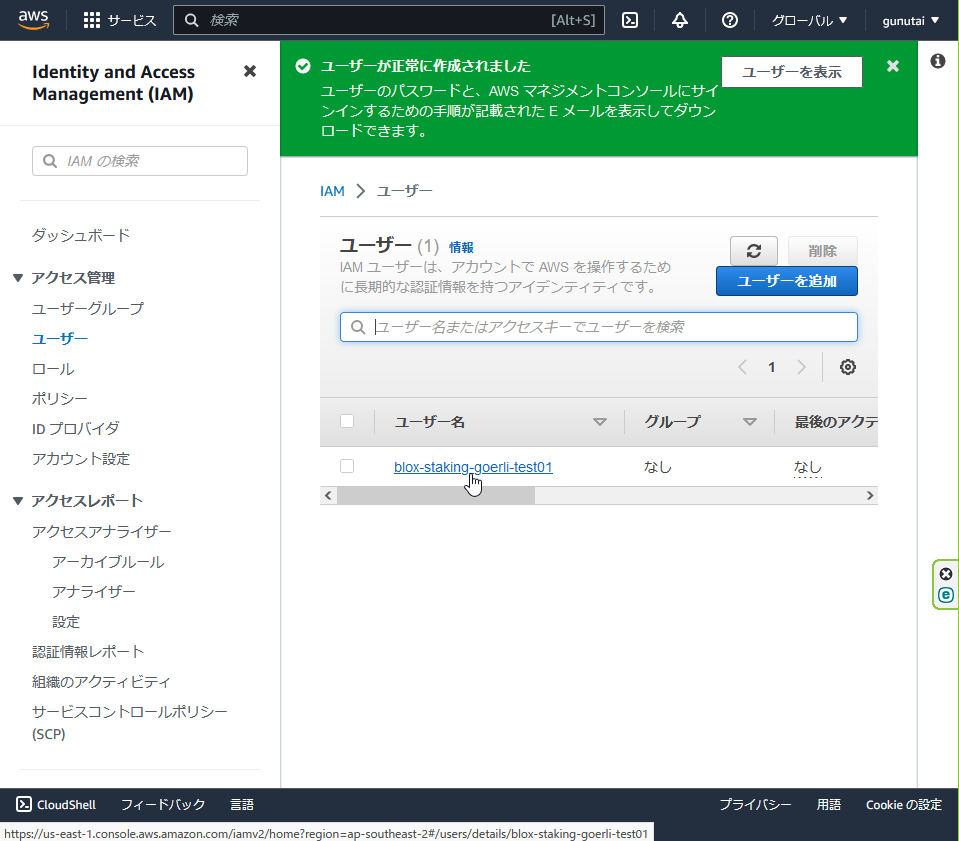 aws
サービス
検索
[Alt+S]
グローバル
gunutai
Identity and Access
Management (IAM)
IAM の検索
ダッシュボード
アクセス管理
ユーザーグループ
ユーザー
ロール
ポリシー
ID プロバイダ
アカウント設定
アクセスレポート
アクセスアナライザー
アーカイブルール
アナライザー
設定
認証情報レポート
組織のアクティビティ
サービスコントロールポリシー
(SCP)
ユーザーが正常に作成されました
ユーザーのパスワードと、AWS マネジメントコンソールにサイ
ンインするための手順が記載された E メールを表示してダウン
ロードできます。
ユーザーを表示
IAM
ユーザー
ユーザー (1) 情報
IAM ユーザーは、アカウントで AWS を操作するため
に長期的な認証情報を持つアイデンティティです。
削除
ユーザーを追加
ユーザー名またはアクセスキーでユーザーを検索
1
ユーザー名
グループ
最後のアクテ
blox-staking-goerli-test01
なし
なし
CloudShell
フィードバック
言語
プライバシー
用語
Cookie の設定
https://us-east-1.console.aws.amazon.com/iamv2/home?region=ap-southeast-2#/users/details/blox-staking-goerli-test01